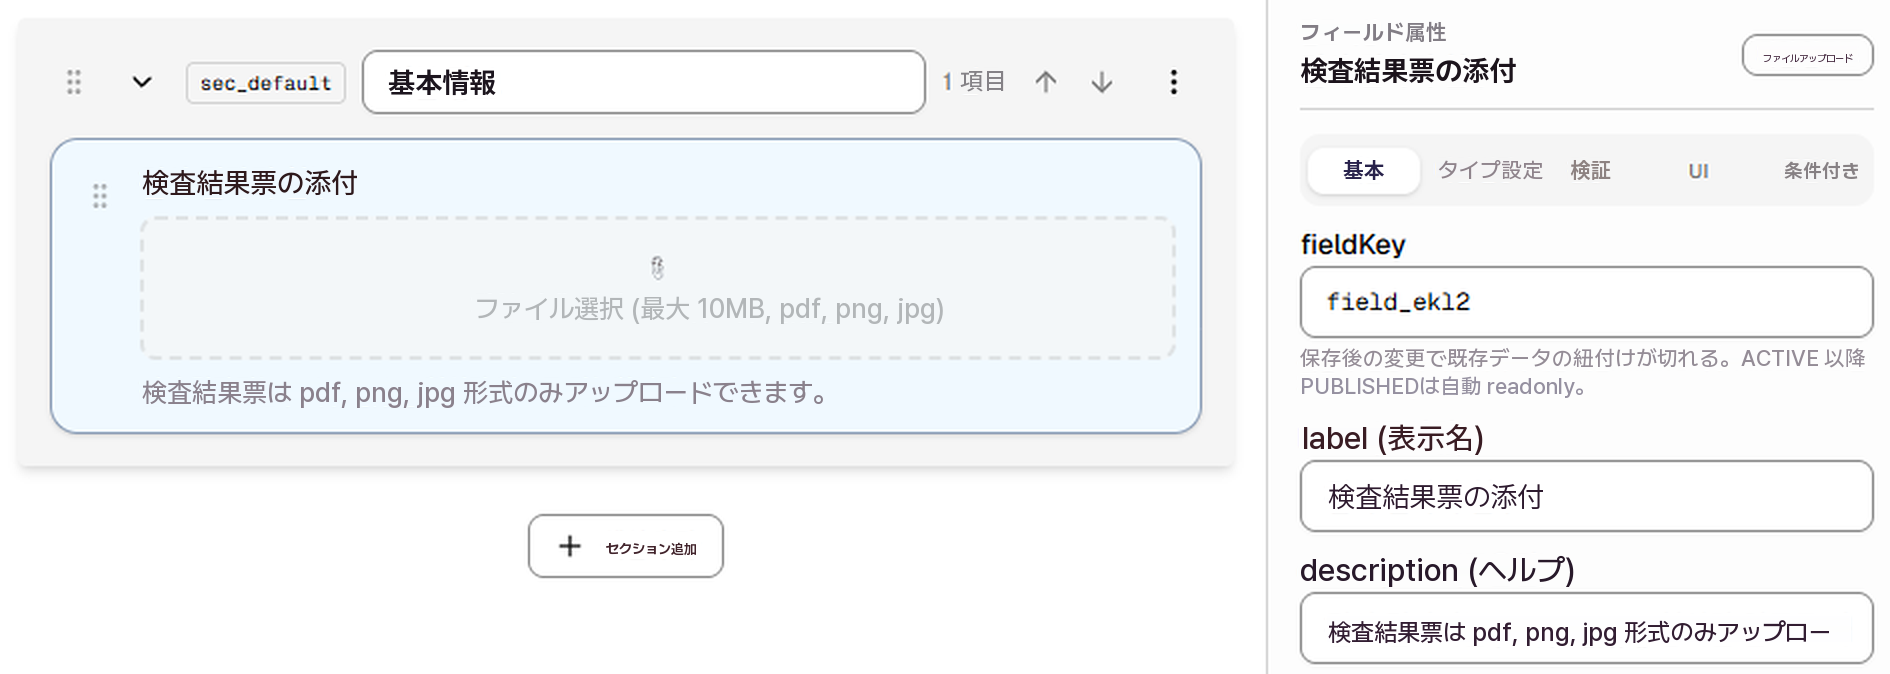 sec_default 基本情報 1 項目
検査結果票の添付
ファイル選択 (最大 10MB, pdf, png, jpg)
検査結果票は pdf, png, jpg 形式のみアップロードできます。
セクション追加
フィールド属性
検査結果票の添付
ファイルアップロード
基本 タイプ設定 検証 UI 条件付き
fieldKey
field_ekl2
保存後の変更で既存データの紐付けが切れる。ACTIVE 以降
PUBLISHEDは自動 readonly。
label (表示名)
検査結果票の添付
description (ヘルプ)
検査結果票は pdf, png, jpg 形式のみアップロー